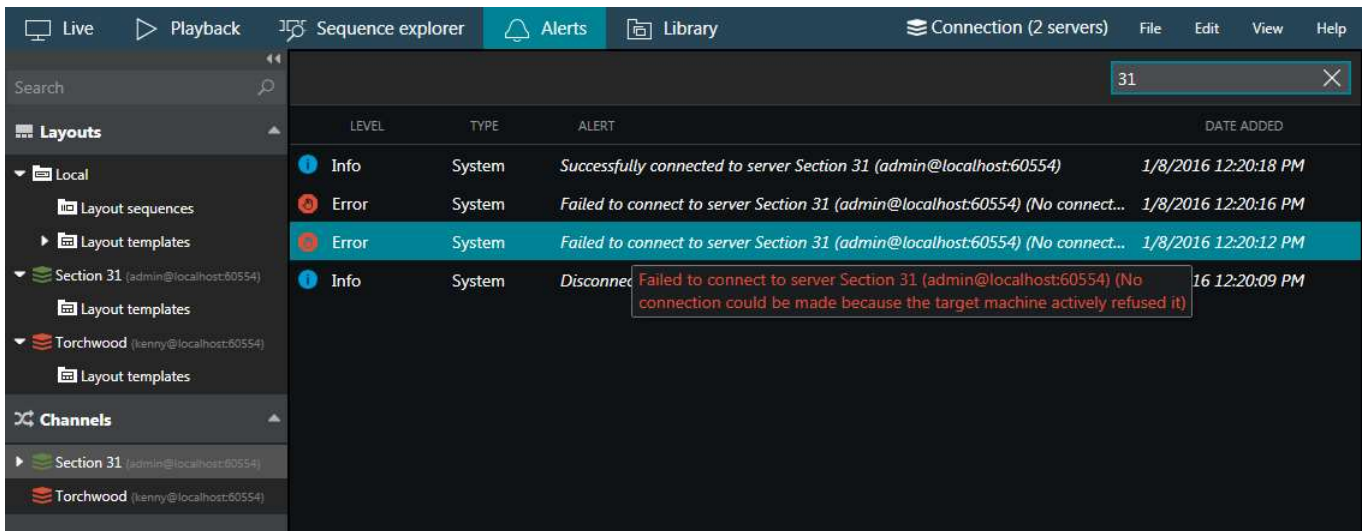 Live Playback Sequence explorer Alerts Library Connection (2 servers) File Edit View Help
Search
31
Layouts
LEVEL TYPE ALERT DATE ADDED
Local
Layout sequences
Layout templates
Section 31 (admin@localhost:60554)
Layout templates
Torchwood (kenny@localhost:60554)
Layout templates
Channels
Section 31 (admin@localhost:60554)
Torchwood (kenny@localhost:60554)
Info System Successfully connected to server Section 31 (admin@localhost:60554) 1/8/2016 12:20:18 PM
Error System Failed to connect to server Section 31 (admin@localhost:60554) (No connect... 1/8/2016 12:20:16 PM
Error System Failed to connect to server Section 31 (admin@localhost:60554) (No connect... 1/8/2016 12:20:12 PM
Info System Disconnec 16 12:20:09 PM
Failed to connect to server Section 31 (admin@localhost:60554) (No
connection could be made because the target machine actively refused it)